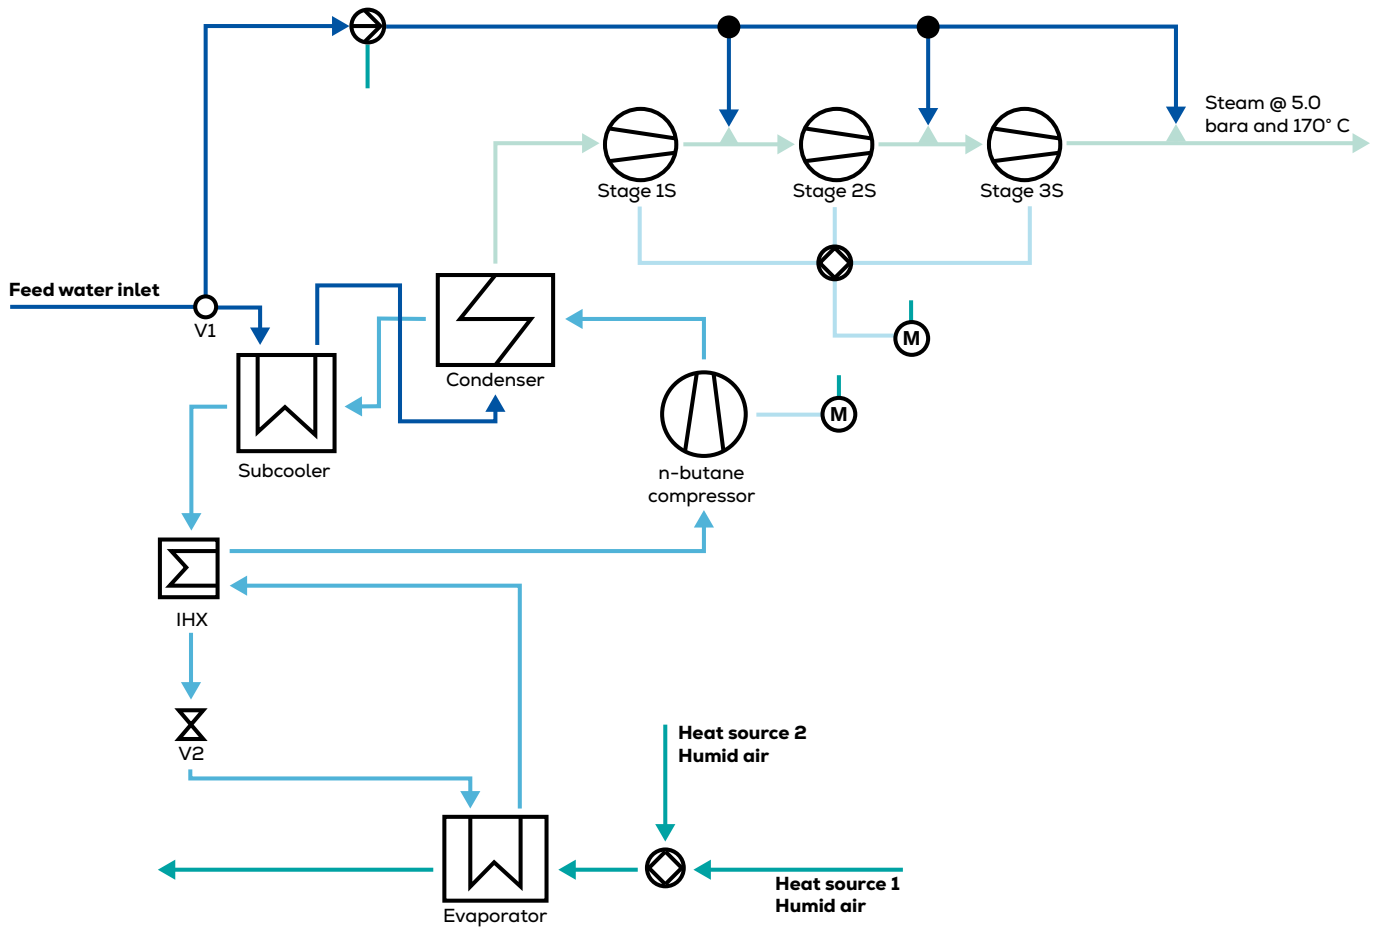 Steam @ 5.0
bara and 170° C
Stage 1S
Stage 2S
Stage 3S
Feed water inlet
V1
M
Condenser
M
Subcooler
n-butane
compressor
IHX
V2
Heat source 2
Humid air
Heat source 1
Humid air
Evaporator